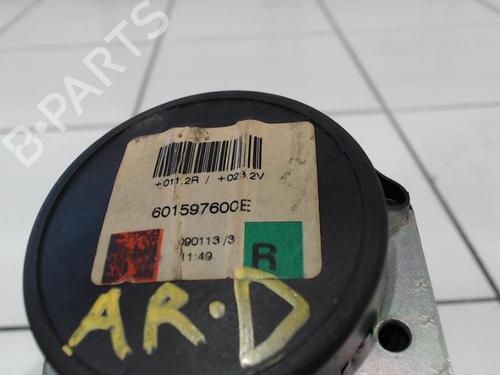 B-PARTS
+011,2R / +023,2V
601597600E
090113/3
11:49
R
AR·D